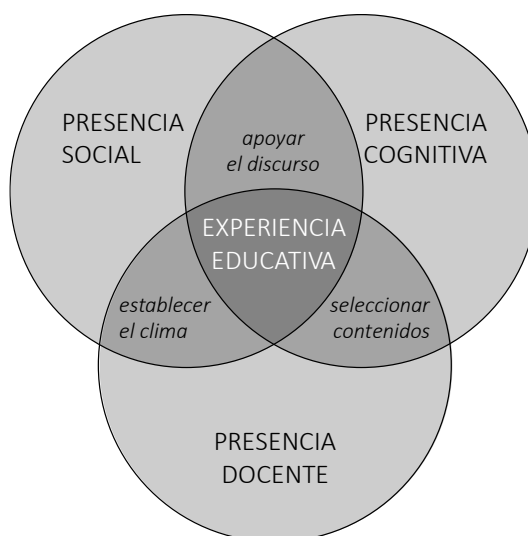 PRESENCIA
SOCIAL
apoyar
el discurso
PRESENCIA
COGNITIVA
EXPERIENCIA
EDUCATIVA
establecer
el clima
seleccionar
contenidos
PRESENCIA
DOCENTE